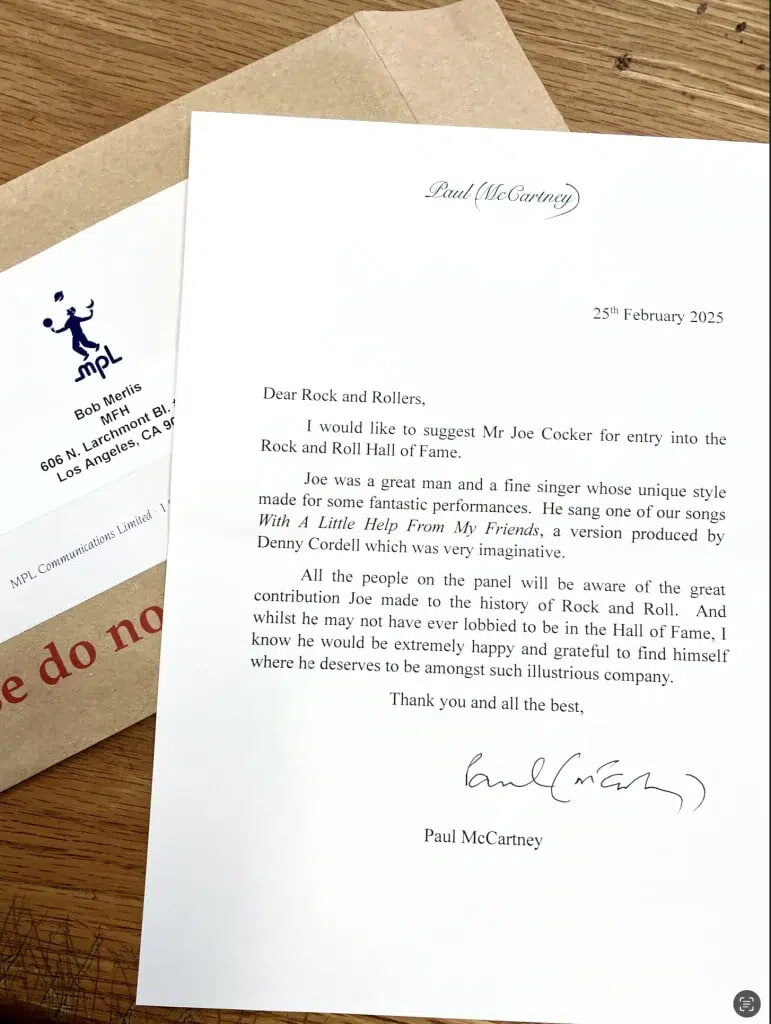 Paul (McCartney)
25th February 2025
Dear Rock and Rollers,
I would like to suggest Mr Joe Cocker for entry into the
Rock and Roll Hall of Fame.
Joe was a great man and a fine singer whose unique style
made for some fantastic performances. He sang one of our songs
With A Little Help From My Friends, a version produced by
Denny Cordell which was very imaginative.
All the people on the panel will be aware of the great
contribution Joe made to the history of Rock and Roll. And
whilst he may not have ever lobbied to be in the Hall of Fame, I
know he would be extremely happy and grateful to find himself
where he deserves to be amongst such illustrious company.
Thank you and all the best,
Paul McCartney
Paul McCartney
mpl
Bob Merlis
MFH
606 N. Larchmont Bl.
Los Angeles, CA 90
MPL Communications Limited · 1
e do no